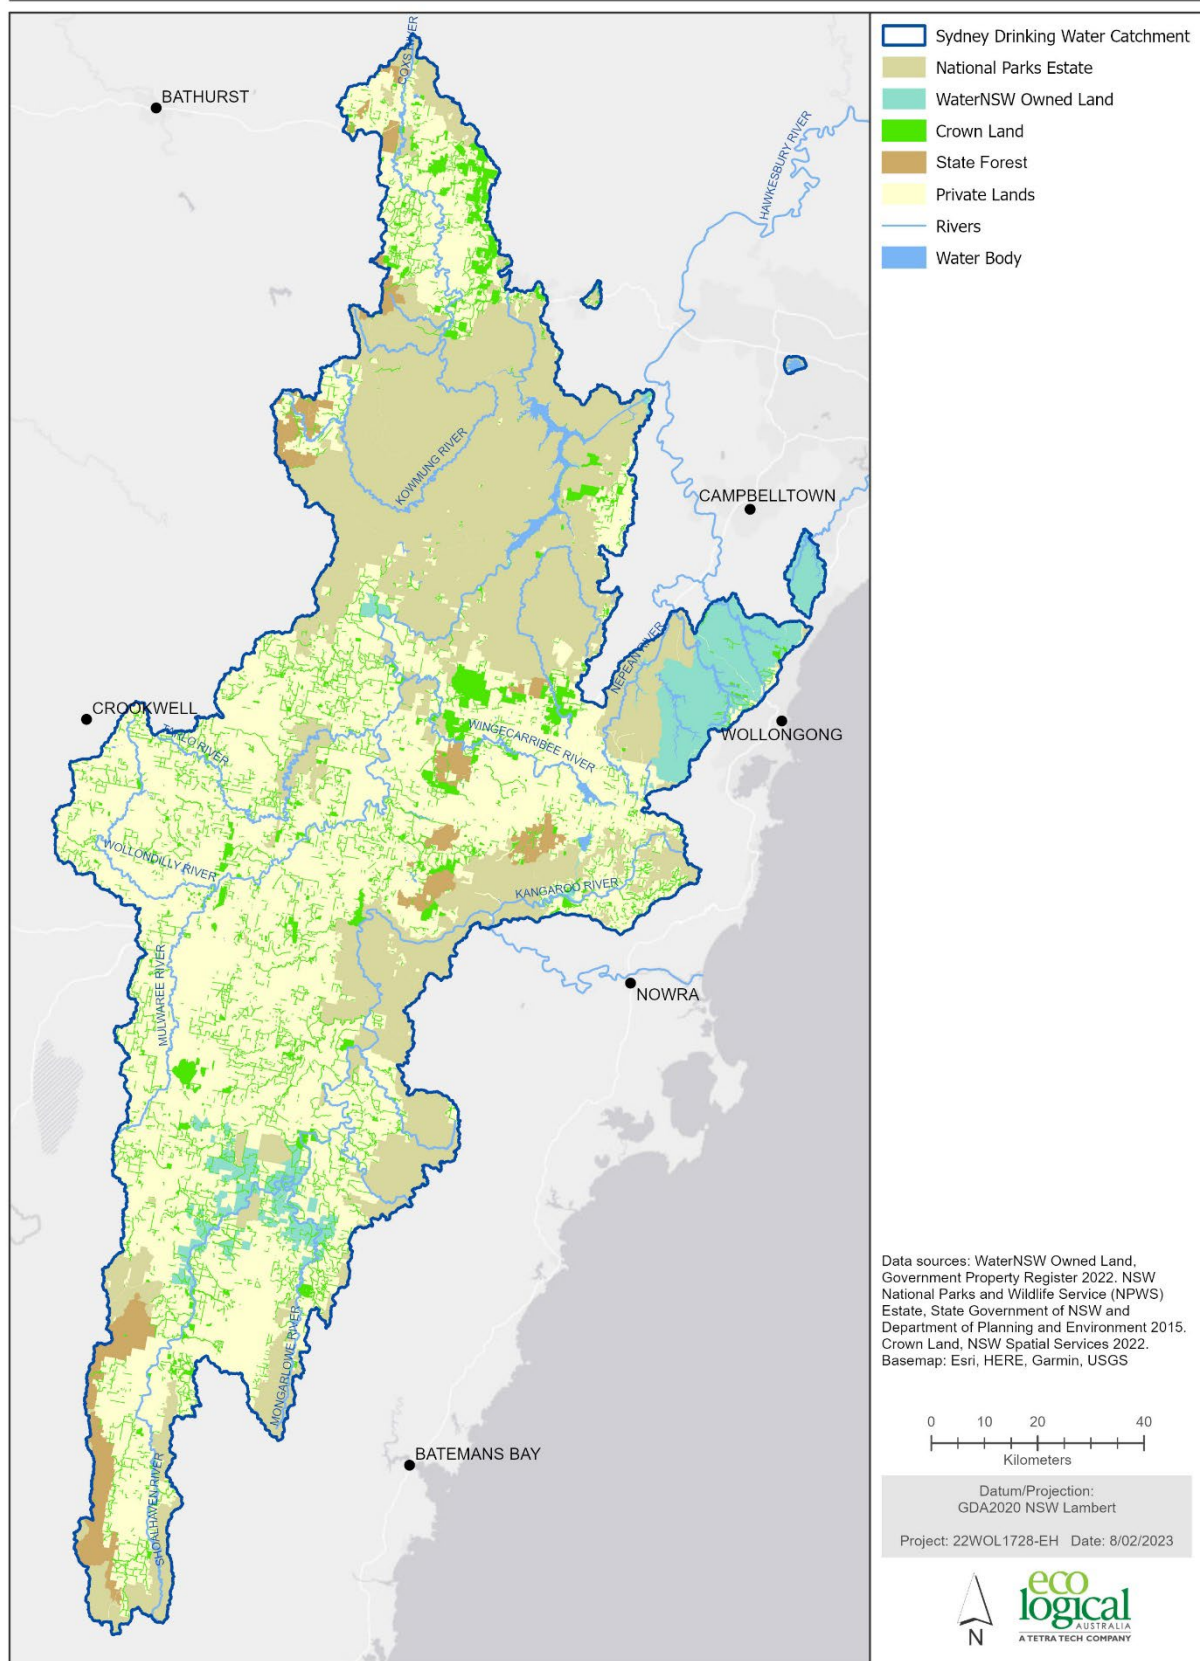 COXS RIVER
BATHURST
HAWKESBURY RIVER
KOWMUNG RIVER
CAMPBELLTOWN
NEPEAN RIVER
CROOKWELL
TARLO RIVER
WINGECARRIBEE RIVER
WOLLONGONG
WOLLONDILLY RIVER
KANGAROO RIVER
MULWAREE RIVER
NOWRA
MONGARLOWE RIVER
BATEMANS BAY
SHOALHAVEN RIVER
Sydney Drinking Water Catchment
National Parks Estate
WaterNSW Owned Land
Crown Land
State Forest
Private Lands
Rivers
Water Body
Data sources: WaterNSW Owned Land,
Government Property Register 2022. NSW
National Parks and Wildlife Service (NPWS)
Estate, State Government of NSW and
Department of Planning and Environment 2015.
Crown Land, NSW Spatial Services 2022.
Basemap: Esri, HERE, Garmin, USGS
0 10 20 40
Kilometers
Datum/Projection:
GDA2020 NSW Lambert
Project: 22WOL1728-EH Date: 8/02/2023
N
eco
logical
AUSTRALIA
A TETRA TECH COMPANY